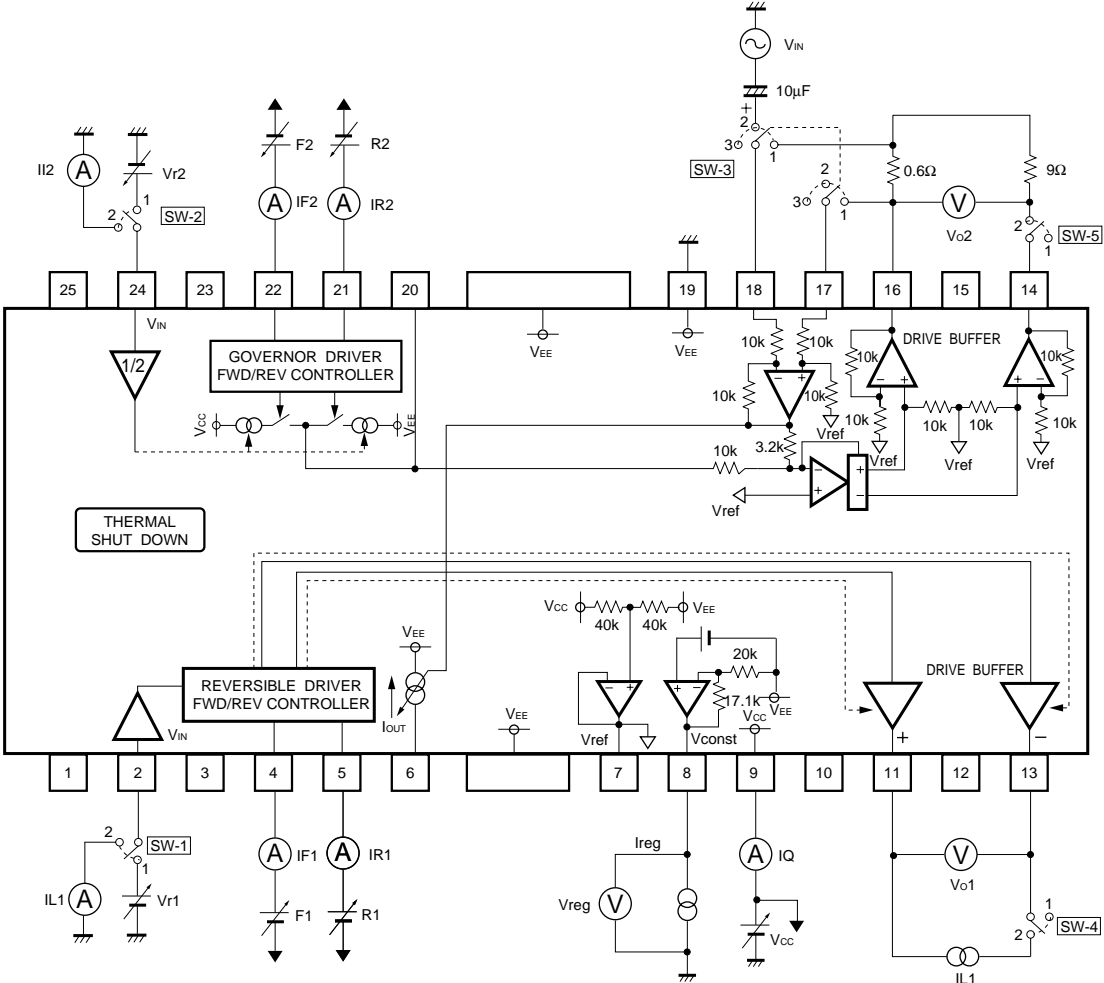 VIN
10µF
+
2
3
1
SW-3
0.6Ω
9Ω
2
3
1
V
VO2
2
1
SW-5
II2
A
Vr2
1
2
SW-2
F2
R2
A
IF2
A
IR2
25
24
23
22
21
20
19
18
17
16
15
14
VIN
1/2
GOVERNOR DRIVER
FWD/REV CONTROLLER
VCC
VEE
VEE
VEE
10k
10k
10k
10k
Vref
3.2k
10k
Vref
DRIVE BUFFER
10k
10k
10k
10k
10k
10k
Vref
Vref
Vref
THERMAL
SHUT DOWN
REVERSIBLE DRIVER
FWD/REV CONTROLLER
VIN
VEE
IOUT
VEE
VCC
40k
40k
VEE
Vref
20k
17.1k
VEE
VCC
Vconst
DRIVE BUFFER
+
−
1
2
3
4
5
6
7
8
9
10
11
12
13
2
1
SW-1
IL1
A
Vr1
A
IF1
A
IR1
F1
R1
Ireg
Vreg
V
A
IQ
VCC
V
VO1
1
2
SW-4
IL1